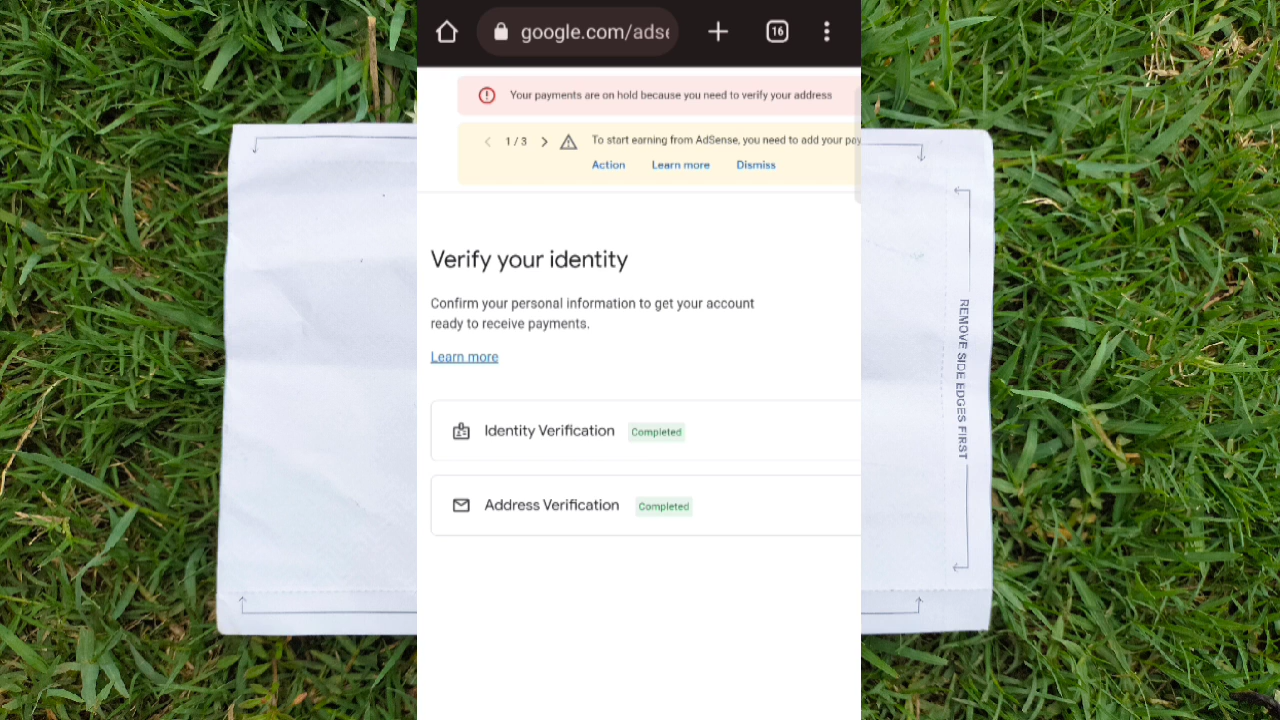 google.com/adse
16
Your payments are on hold because you need to verify your address
1 / 3
To start earning from AdSense, you need to add your pay
Action Learn more Dismiss
Verify your identity
Confirm your personal information to get your account
ready to receive payments.
Learn more
Identity Verification Completed
Address Verification Completed
REMOVE SIDE EDGES FIRST